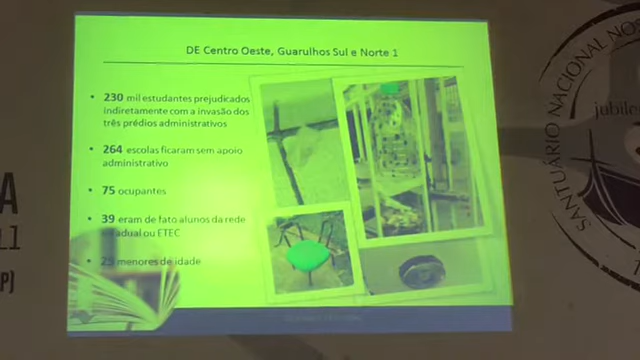 DE Centro Oeste, Guarulhos Sul e Norte 1
• 230 mil estudantes prejudicados
indiretamente com a invasão dos
três prédios administrativos
• 264 escolas ficaram sem apoio
administrativo
• 75 ocupantes
• 39 eram de fato alunos da rede
estadual ou ETEC
• 25 menores de idade
SANTUÁRIO NACIONAL NO
jubile